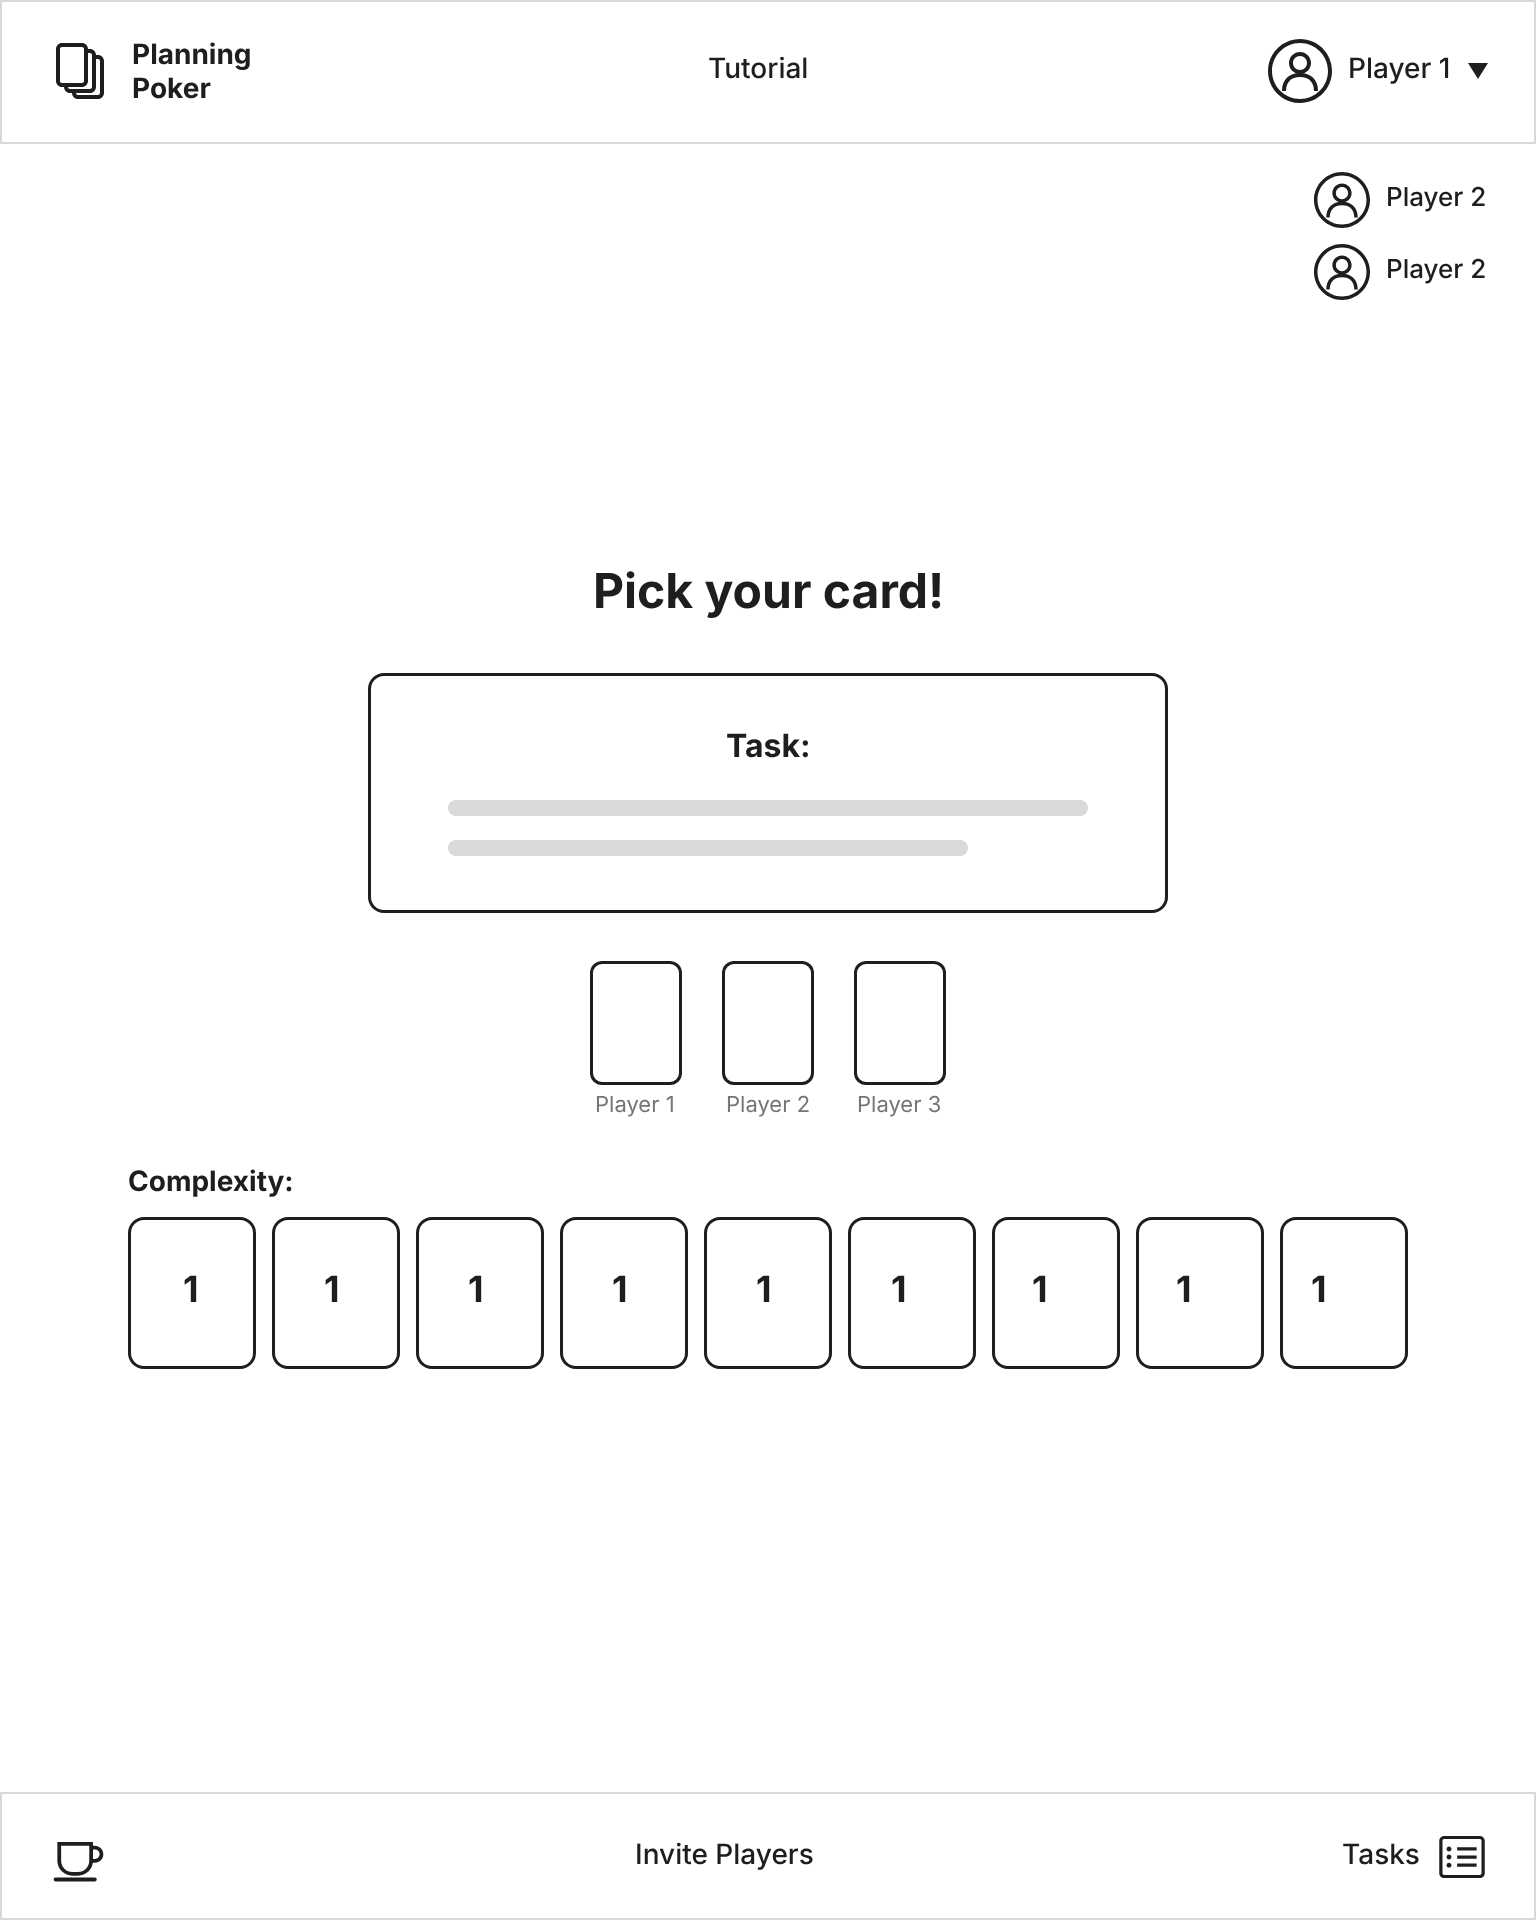 Planning
Poker
Tutorial
Player 1
Player 2
Player 2
Pick your card!
Task:
Player 1 Player 2 Player 3
Complexity:
1 1 1 1 1 1 1 1 1
Invite Players
Tasks